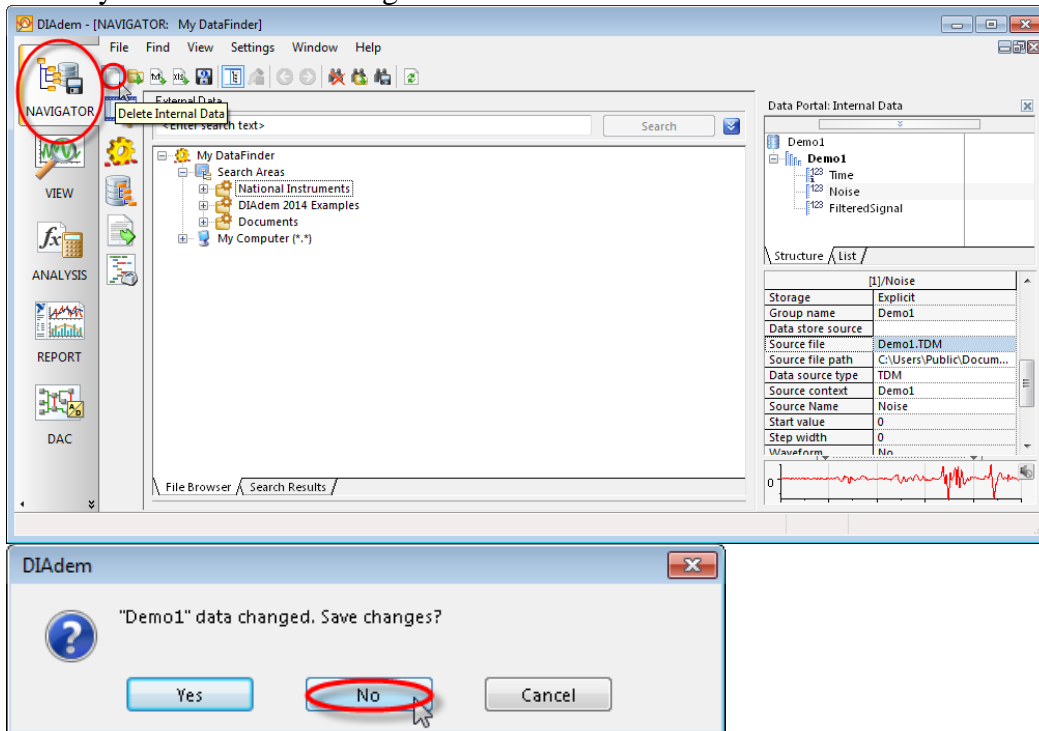 DIAdem - [NAVIGATOR: My DataFinder]
File Find View Settings Window Help
NAVIGATOR
Delete Internal Data
External Data
<Enter search text>
Search
My DataFinder
Search Areas
National Instruments
DIAdem 2014 Examples
Documents
My Computer (*.*)
File Browser
Search Results
VIEW
ANALYSIS
REPORT
DAC
Data Portal: Internal Data
Demo1
Demo1
Time
Noise
FilteredSignal
Structure
List
[1]/Noise
Storage Explicit
Group name Demo1
Data store source
Source file Demo1.TDM
Source file path C:\Users\Public\Docum...
Data source type TDM
Source context Demo1
Source Name Noise
Start value 0
Step width 0
Waveform No
0
DIAdem
"Demo1" data changed. Save changes?
Yes No Cancel